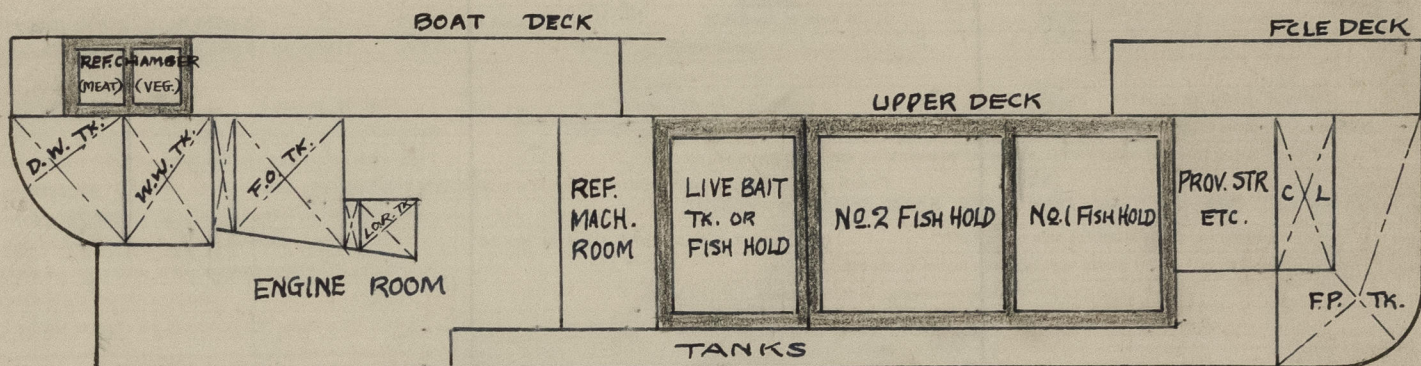 BOAT DECK
FCLE DECK
REF. CHAMBER
(MEAT) (VEG.)
UPPER DECK
D.W. TK.
W.W. TK.
F.O. TK.
L.O.R. TK
ENGINE ROOM
REF.
MACH.
ROOM
LIVE BAIT
TK. OR
FISH HOLD
No.2 FISH HOLD
No.1 FISH HOLD
PROV. STR
ETC.
C L
F.P. TK.
TANKS